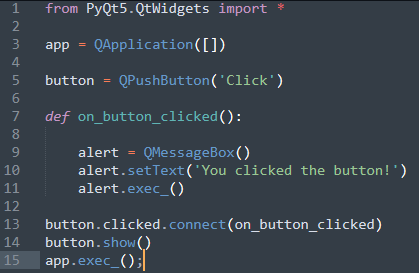 1 from PyQt5.QtWidgets import *
2
3 app = QApplication([])
4
5 button = QPushButton('Click')
6
7 def on_button_clicked():
8
9     alert = QMessageBox()
10     alert.setText('You clicked the button!')
11     alert.exec_()
12
13 button.clicked.connect(on_button_clicked)
14 button.show()
15 app.exec_();